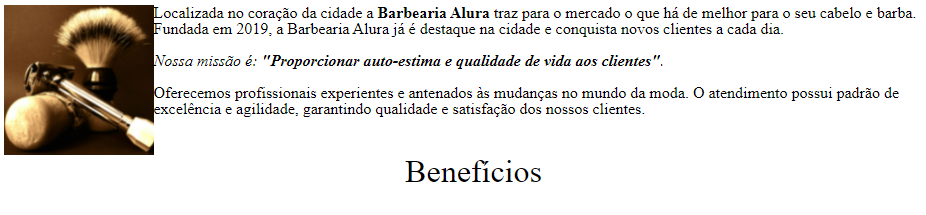 Localizada no coração da cidade a Barbearia Alura traz para o mercado o que há de melhor para o seu cabelo e barba.
Fundada em 2019, a Barbearia Alura já é destaque na cidade e conquista novos clientes a cada dia.
Nossa missão é: "Proporcionar auto-estima e qualidade de vida aos clientes".
Oferecemos profissionais experientes e antenados às mudanças no mundo da moda. O atendimento possui padrão de
excelência e agilidade, garantindo qualidade e satisfação dos nossos clientes.
Benefícios